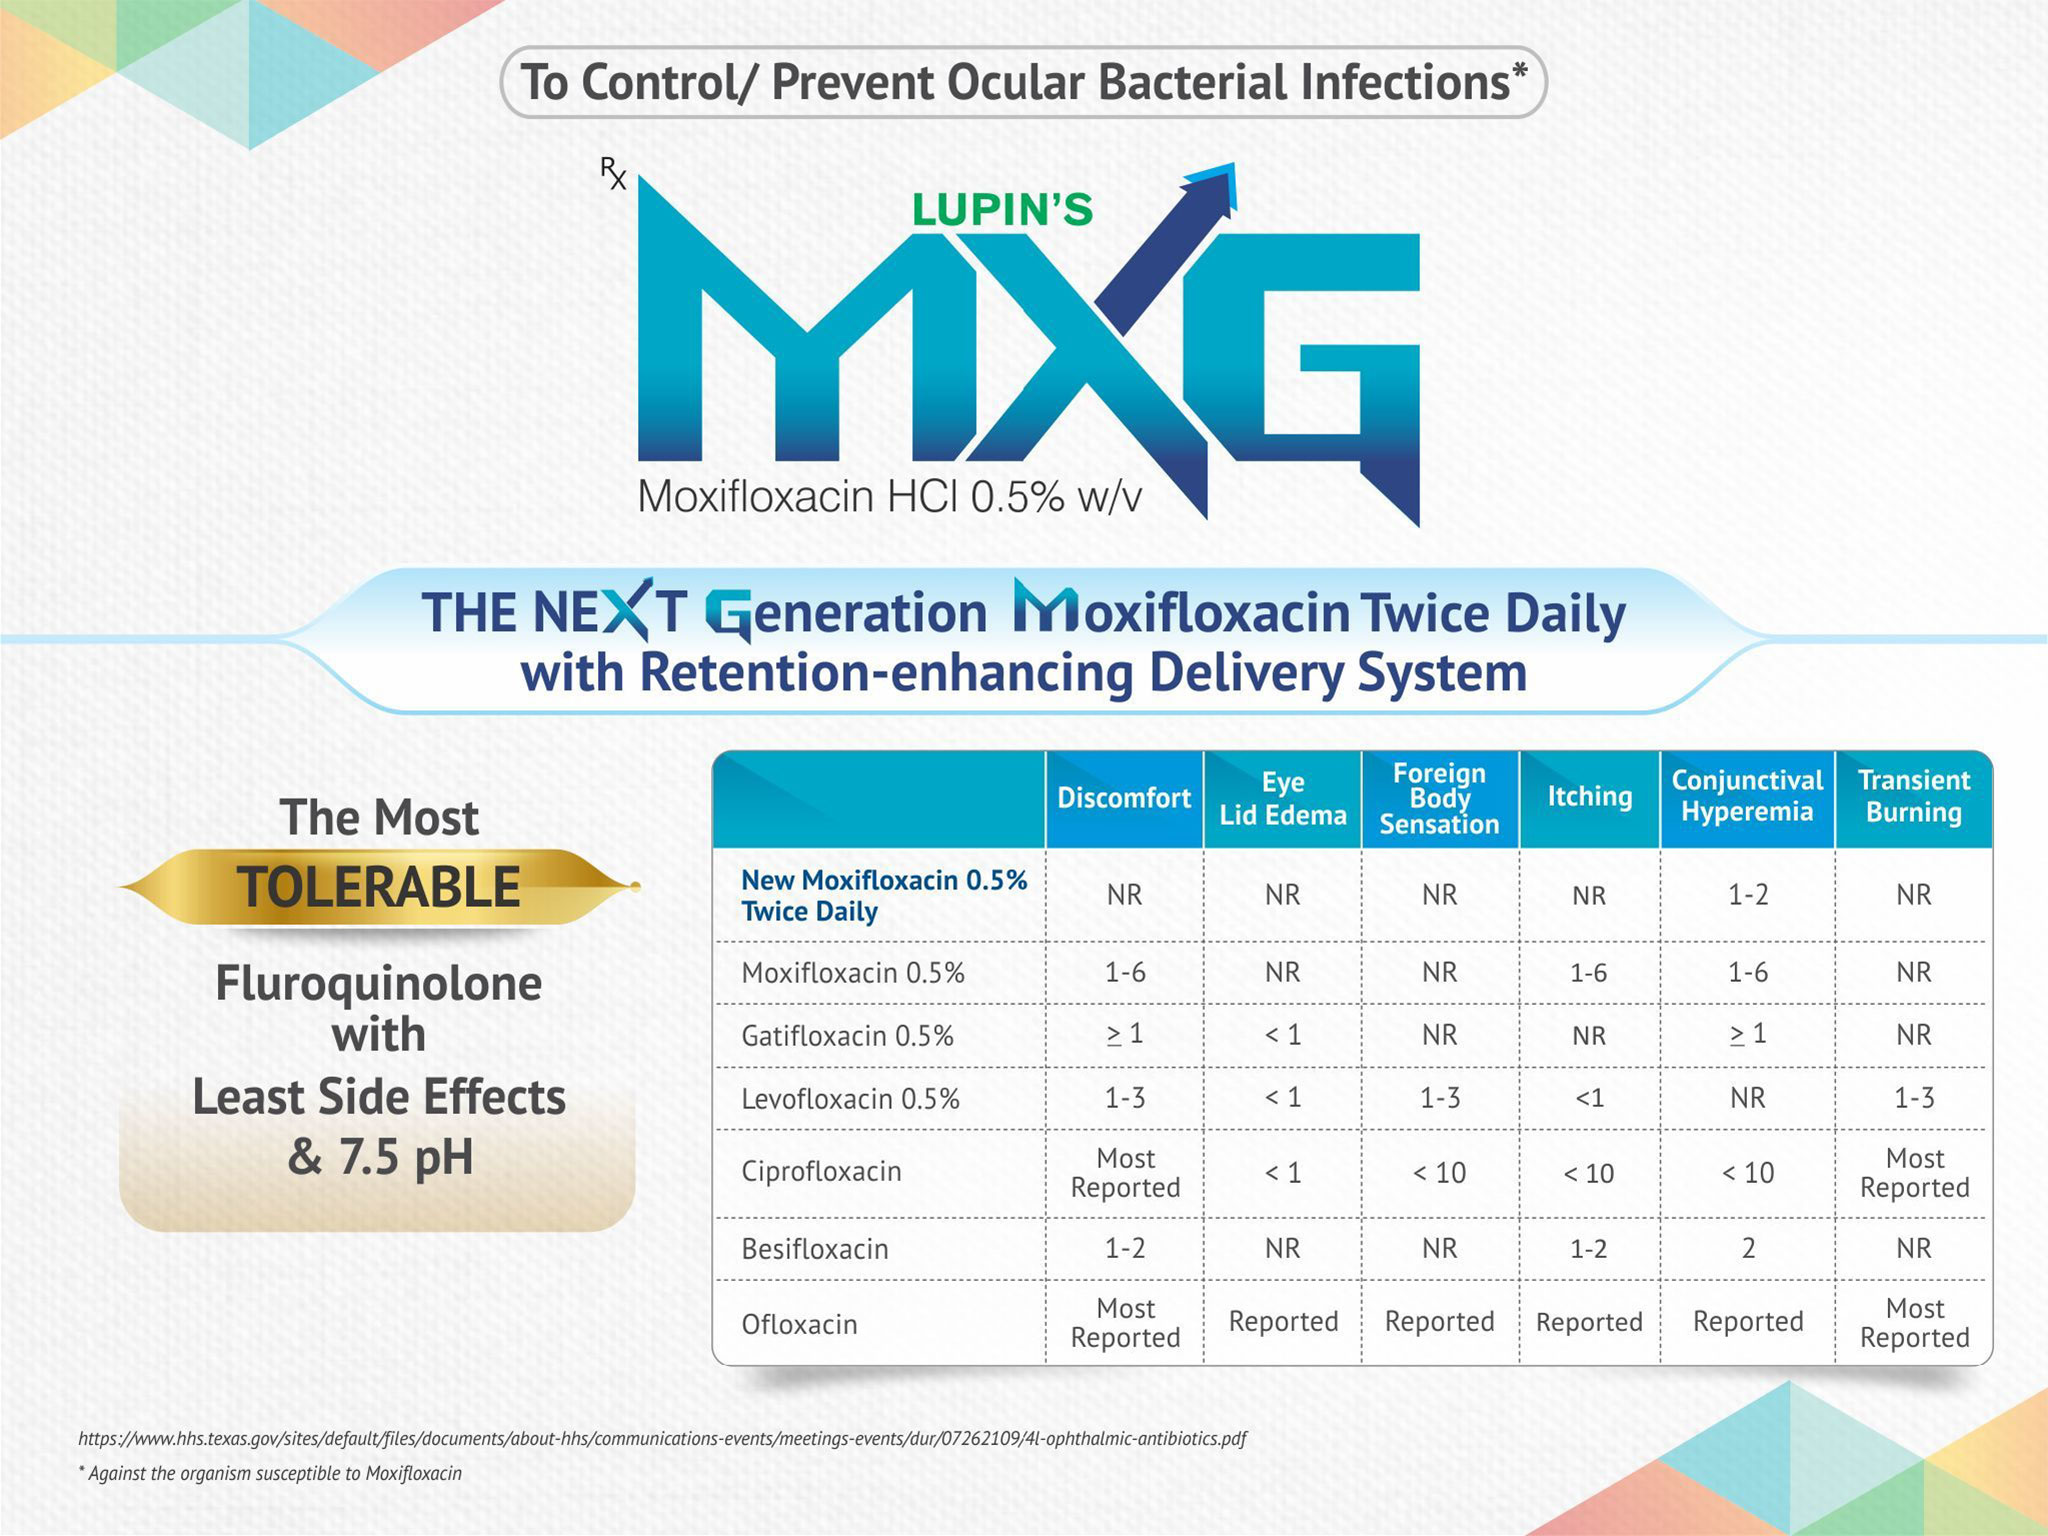 To Control/ Prevent Ocular Bacterial Infections*
Rx
LUPIN'S
MXG
Moxifloxacin HCl 0.5% w/v
THE NEXT Generation Moxifloxacin Twice Daily
with Retention-enhancing Delivery System
The Most
TOLERABLE
Fluroquinolone
with
Least Side Effects
& 7.5 pH
Discomfort Eye Lid Edema Foreign Body Sensation Itching Conjunctival Hyperemia Transient Burning
New Moxifloxacin 0.5% Twice Daily NR NR NR NR 1-2 NR
Moxifloxacin 0.5% 1-6 NR NR 1-6 1-6 NR
Gatifloxacin 0.5% ≥ 1 < 1 NR NR ≥ 1 NR
Levofloxacin 0.5% 1-3 < 1 1-3 <1 NR 1-3
Ciprofloxacin Most Reported < 1 < 10 < 10 < 10 Most Reported
Besifloxacin 1-2 NR NR 1-2 2 NR
Ofloxacin Most Reported Reported Reported Reported Reported Most Reported
https://www.hhs.texas.gov/sites/default/files/documents/about-hhs/communications-events/meetings-events/dur/07262109/4l-ophthalmic-antibiotics.pdf
* Against the organism susceptible to Moxifloxacin